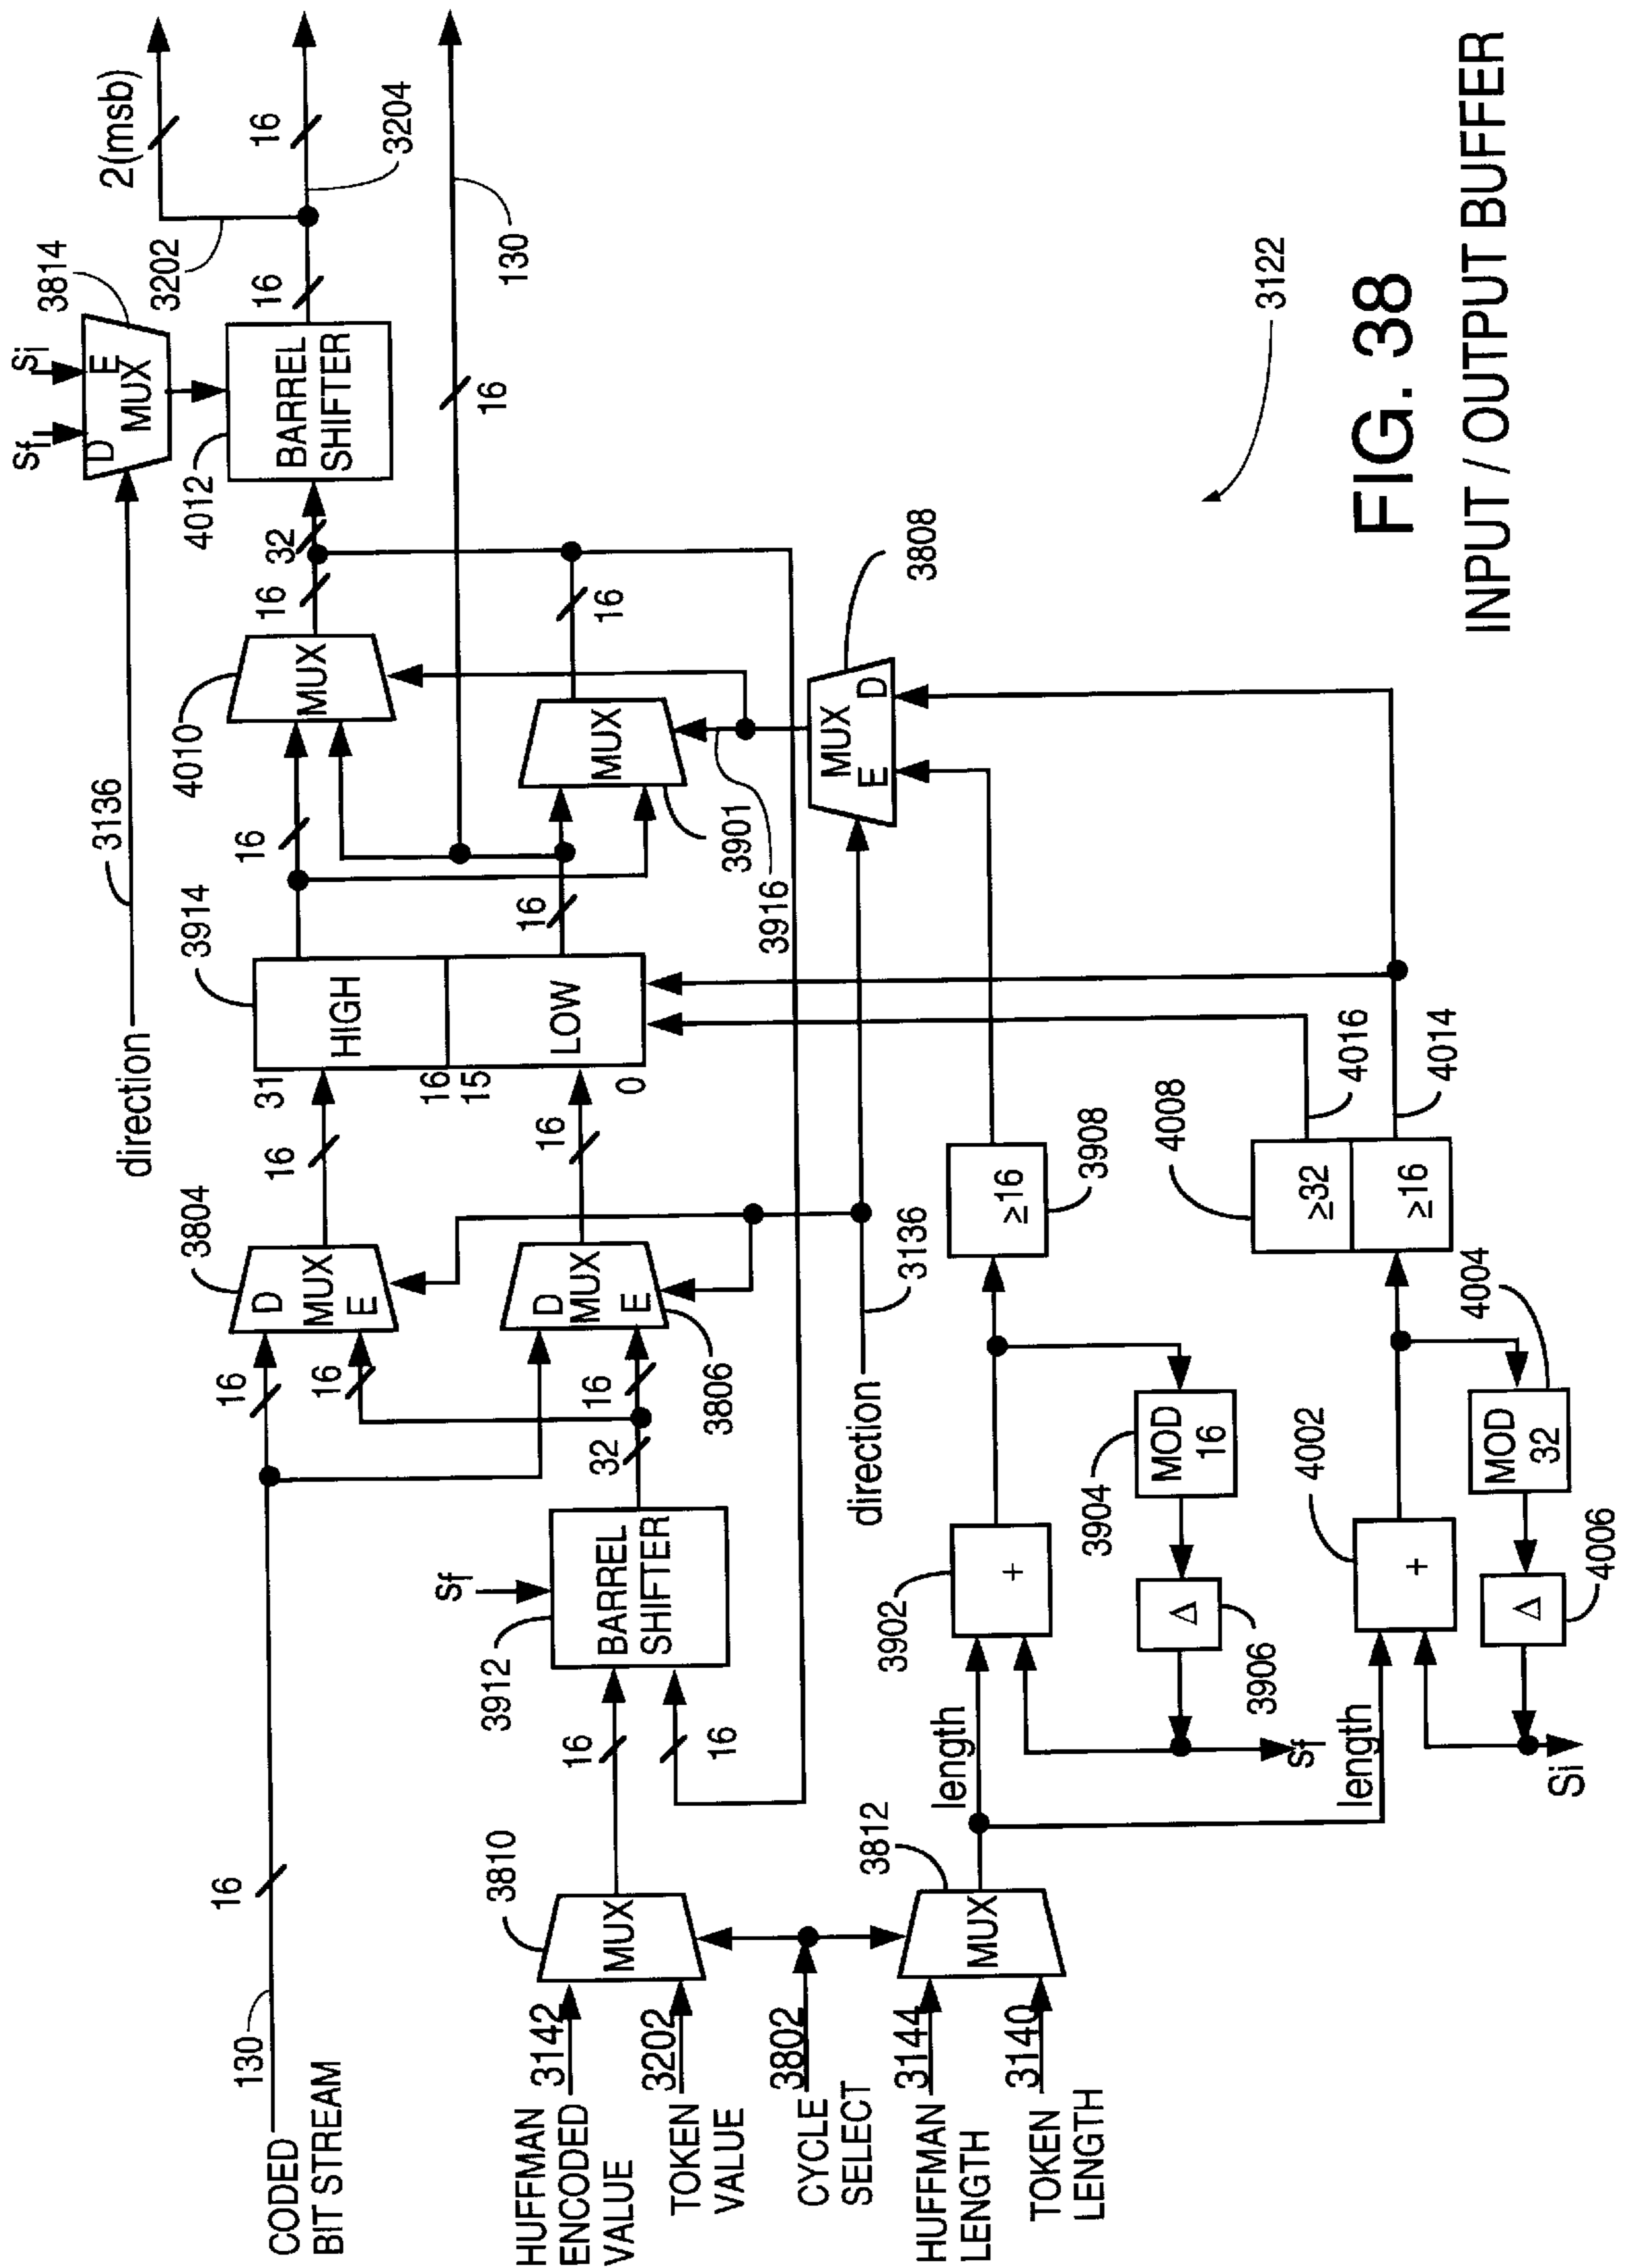 CODED
BIT STREAM
130
16
HUFFMAN
ENCODED
VALUE
3142
TOKEN
VALUE
3202
CYCLE
SELECT
3802
HUFFMAN
LENGTH
3144
TOKEN
LENGTH
3140
MUX
3810
MUX
3812
16
16
length
length
3912
BARREL
SHIFTER
sf
32
3902
+
3904
MOD
16
Δ
3906
sf
4002
+
4004
MOD
32
Δ
4006
Si
direction
3136
16
16
16
3804
D
MUX
E
3806
D
MUX
E
16
16
≥16
3908
4008
≥32
≥16
4016
4014
direction
3136
3914
31
HIGH
16
15
LOW
0
16
16
4010
MUX
MUX
3901
3916
MUX
E
D
3808
16
16
32
4012
BARREL
SHIFTER
sf
si
D
E
MUX
3814
16
16
3202
2(msb)
16
3204
130
3122
FIG. 38
INPUT / OUTPUT BUFFER